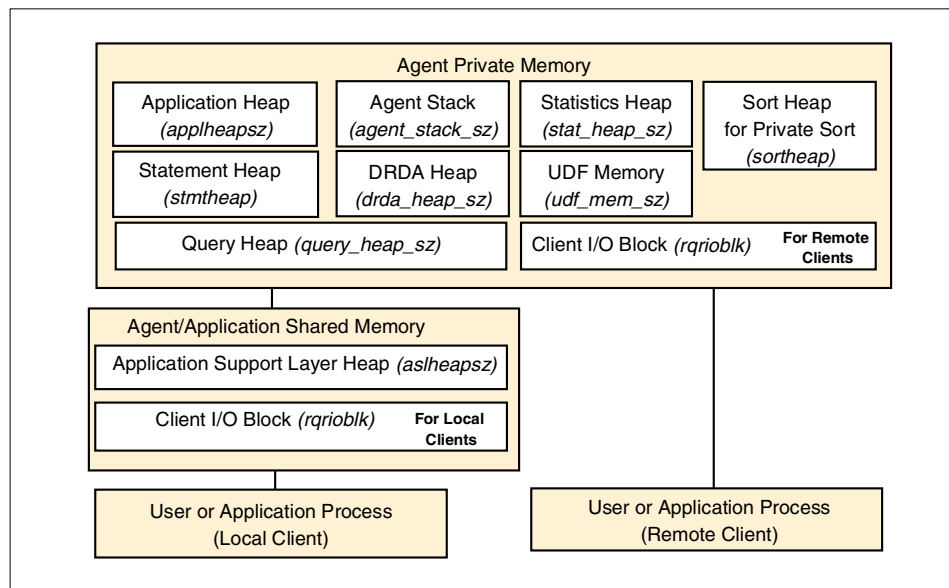 Agent Private Memory
Application Heap
(applheapsz)
Agent Stack
(agent_stack_sz)
Statistics Heap
(stat_heap_sz)
Sort Heap
for Private Sort
(sortheap)
Statement Heap
(stmtheap)
DRDA Heap
(drda_heap_sz)
UDF Memory
(udf_mem_sz)
Query Heap (query_heap_sz)
Client I/O Block (rqrioblk)
For Remote
Clients
Agent/Application Shared Memory
Application Support Layer Heap (aslheapsz)
Client I/O Block (rqrioblk)
For Local
Clients
User or Application Process
(Local Client)
User or Application Process
(Remote Client)